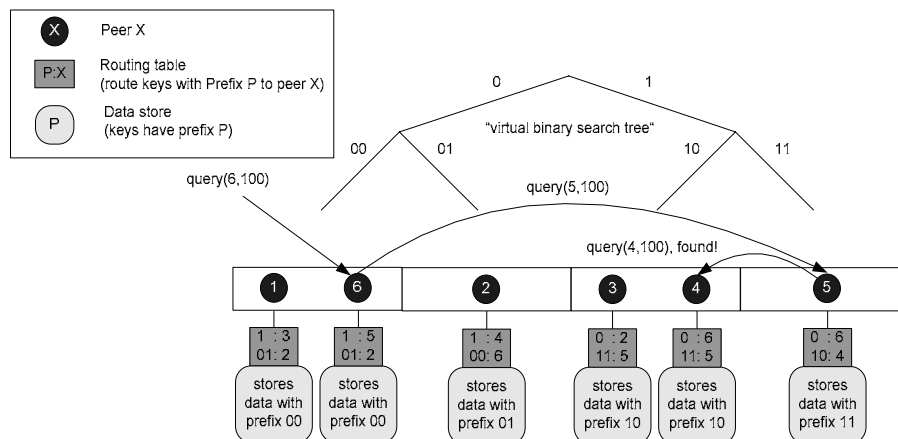 X
Peer X
P:X
Routing table
(route keys with Prefix P to peer X)
P
Data store
(keys have prefix P)
0
1
"virtual binary search tree"
00
01
10
11
query(6,100)
query(5,100)
query(4,100), found!
1
6
2
3
4
5
1 : 3
01: 2
1 : 5
01: 2
1 : 4
00: 6
0 : 2
11: 5
0 : 6
11: 5
0 : 6
10: 4
stores
data with
prefix 00
stores
data with
prefix 00
stores
data with
prefix 01
stores
data with
prefix 10
stores
data with
prefix 10
stores
data with
prefix 11